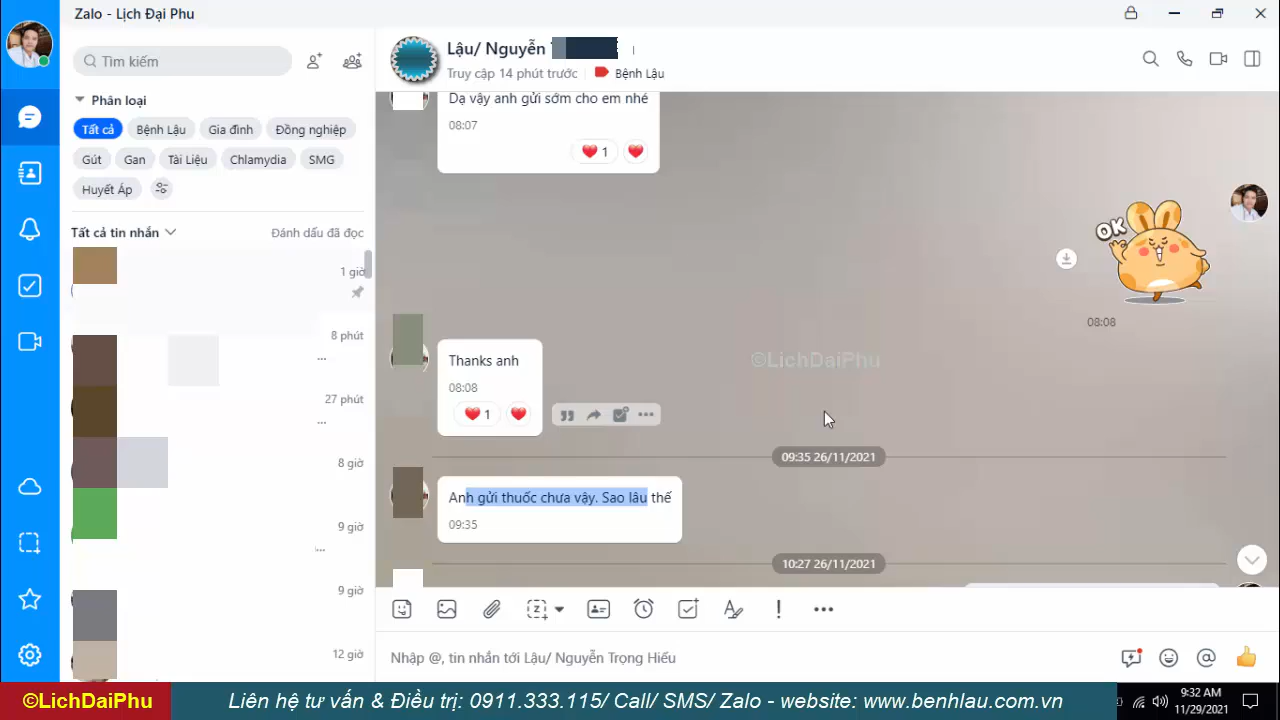 Zalo - Lịch Đại Phu
Tìm kiếm
Phân loại
Tất cả
Bệnh Lậu
Gia đình
Đồng nghiệp
Gút
Gan
Tài Liệu
Chlamydia
SMG
Huyết Áp
Tất cả tin nhắn
Đánh dấu đã đọc
1 giờ
8 phút
...
27 phút
...
8 giờ
9 giờ
...
9 giờ
12 giờ
Lậu/ Nguyễn
Truy cập 14 phút trước
Bệnh Lậu
Dạ vậy anh gửi sớm cho em nhé
08:07
1
OK
08:08
Thanks anh
08:08
1
©LichDaiPhu
09:35 26/11/2021
Anh gửi thuốc chưa vậy. Sao lâu thế
09:35
10:27 26/11/2021
Nhập @, tin nhắn tới Lậu/ Nguyễn Trọng Hiếu
©LichDaiPhu
Liên hệ tư vấn & Điều trị: 0911.333.115/ Call/ SMS/ Zalo - website: www.benhlau.com.vn
9:32 AM
11/29/2021